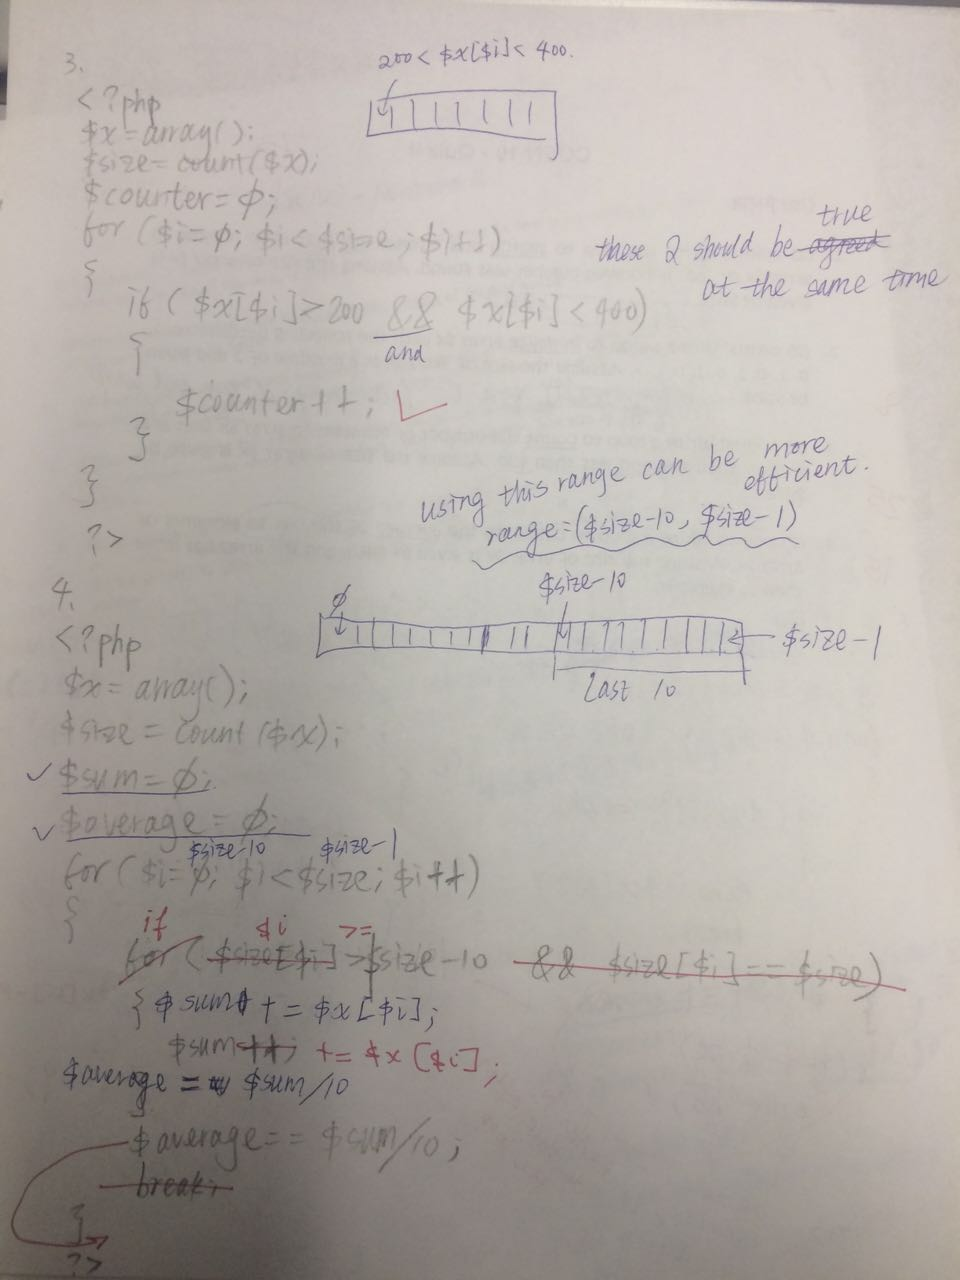 200 < $x[$i] < 400.
3.
<?php
$x = array();
$size = count($x);
$counter = 0;
for ($i=0; $i < $size; $i++)
{
true
these 2 should be agreed
at the same time
if ($x[$i] > 200 && $x[$i] < 400)
and
{
$counter++;
}
}
?>
using this range can be more
efficient.
range=($size-10, $size-1)
$size-10
4.
0
$size-1
last 10
<?php
$x = array();
$size = count($x);
$sum = 0;
$average = 0;
$size-10 $size-1
for ($i=0; $i < $size; $i++)
{
if $i >=
for ($size[$i] > $size-10 && $size[$i] == $size)
{ $sum += $x[$i];
$sum++; += $x[$i];
$average = $sum/10
}
$average == $sum/10;
break;
}
?>